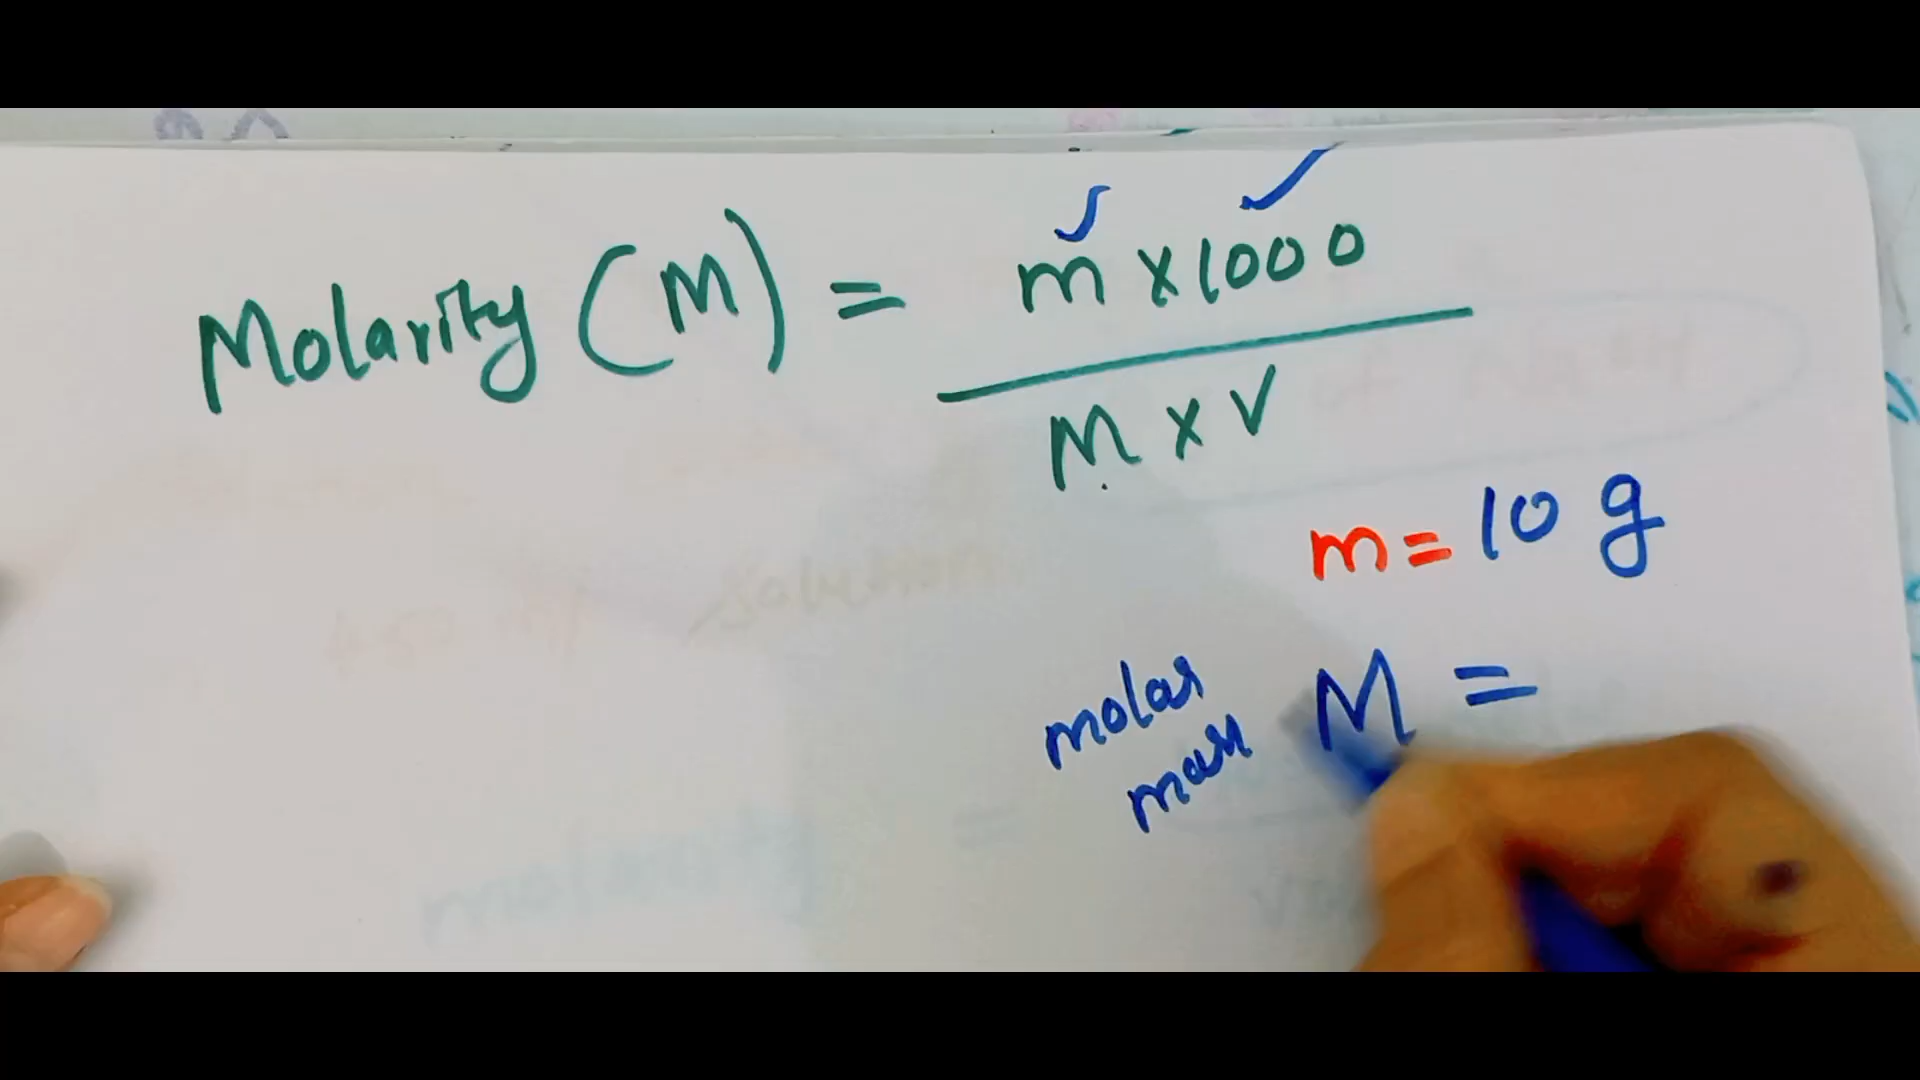 Molarity (M) = m x 1000
M x V
m = 10 g
molar
mass M =